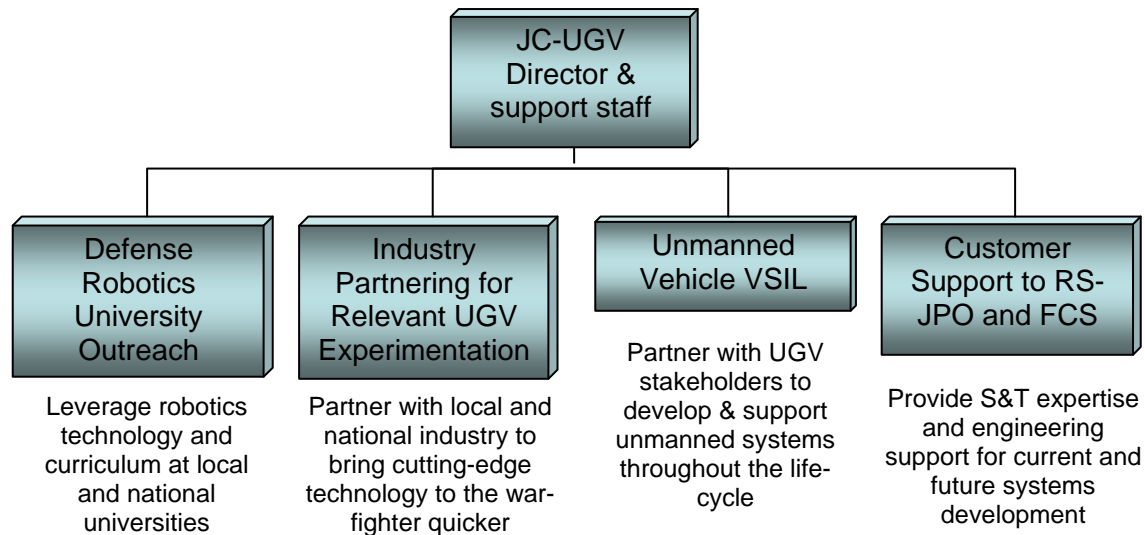 JC-UGV
Director &
support staff
Defense
Robotics
University
Outreach
Leverage robotics
technology and
curriculum at local
and national
universities
Industry
Partnering for
Relevant UGV
Experimentation
Partner with local and
national industry to
bring cutting-edge
technology to the war-
fighter quicker
Unmanned
Vehicle VSIL
Partner with UGV
stakeholders to
develop & support
unmanned systems
throughout the life-
cycle
Customer
Support to RS-
JPO and FCS
Provide S&T expertise
and engineering
support for current and
future systems
development